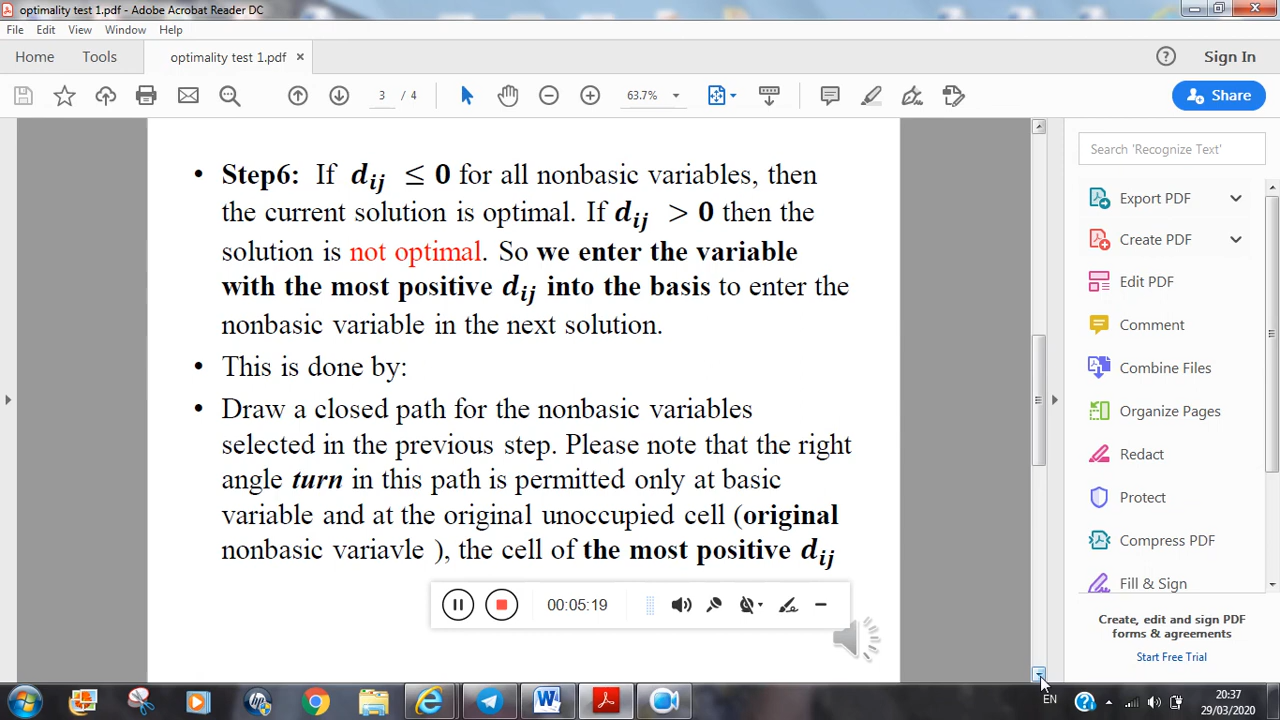 optimality test 1.pdf - Adobe Acrobat Reader DC
File Edit View Window Help
Home Tools optimality test 1.pdf × Sign In
3 / 4 63.7% Share
• Step6: If dij ≤ 0 for all nonbasic variables, then
the current solution is optimal. If dij > 0 then the
solution is not optimal. So we enter the variable
with the most positive dij into the basis to enter the
nonbasic variable in the next solution.
• This is done by:
• Draw a closed path for the nonbasic variables
selected in the previous step. Please note that the right
angle turn in this path is permitted only at basic
variable and at the original unoccupied cell (original
nonbasic variavle ), the cell of the most positive dij
00:05:19
Search 'Recognize Text'
Export PDF
Create PDF
Edit PDF
Comment
Combine Files
Organize Pages
Redact
Protect
Compress PDF
Fill & Sign
Create, edit and sign PDF
forms & agreements
Start Free Trial
EN
20:37
29/03/2020